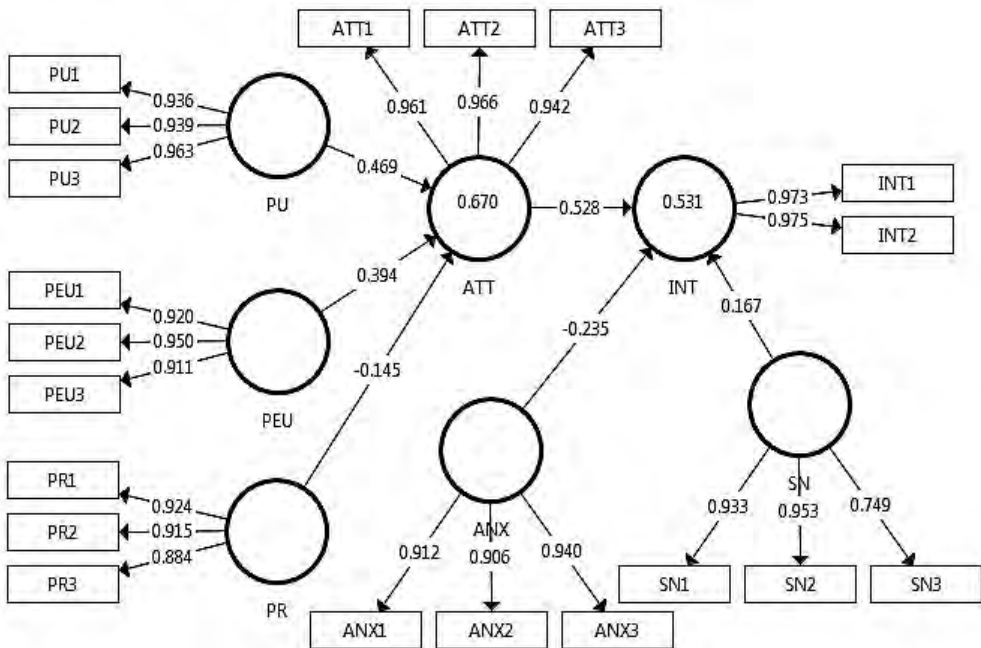 ATT1 ATT2 ATT3
PU1
PU2
PU3
0.936
0.939
0.963
PU
0.961
0.966
0.942
0.469
0.670
ATT
0.528
0.531
INT
0.973
0.975
INT1
INT2
PEU1
PEU2
PEU3
0.920
0.950
0.911
PEU
0.394
-0.145
-0.235
0.167
PR1
PR2
PR3
0.924
0.915
0.884
PR
ANX
0.912
0.906
0.940
ANX1 ANX2 ANX3
SN
0.933
0.953
0.749
SN1 SN2 SN3